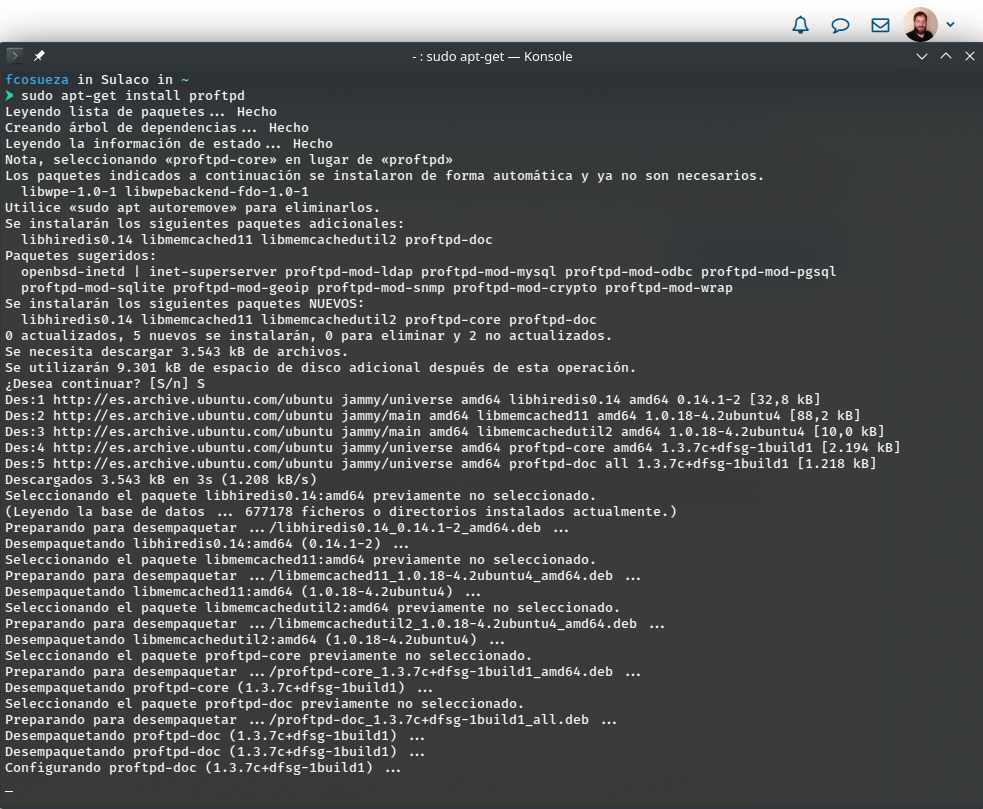 - : sudo apt-get — Konsole
fcosueza in Sulaco in ~
❯ sudo apt-get install proftpd
Leyendo lista de paquetes... Hecho
Creando árbol de dependencias... Hecho
Leyendo la información de estado... Hecho
Nota, seleccionando «proftpd-core» en lugar de «proftpd»
Los paquetes indicados a continuación se instalaron de forma automática y ya no son necesarios.
  libwpe-1.0-1 libwpebackend-fdo-1.0-1
Utilice «sudo apt autoremove» para eliminarlos.
Se instalarán los siguientes paquetes adicionales:
  libhiredis0.14 libmemcached11 libmemcachedutil2 proftpd-doc
Paquetes sugeridos:
  openbsd-inetd | inet-superserver proftpd-mod-ldap proftpd-mod-mysql proftpd-mod-odbc proftpd-mod-pgsql
  proftpd-mod-sqlite proftpd-mod-geoip proftpd-mod-snmp proftpd-mod-crypto proftpd-mod-wrap
Se instalarán los siguientes paquetes NUEVOS:
  libhiredis0.14 libmemcached11 libmemcachedutil2 proftpd-core proftpd-doc
0 actualizados, 5 nuevos se instalarán, 0 para eliminar y 2 no actualizados.
Se necesita descargar 3.543 kB de archivos.
Se utilizarán 9.301 kB de espacio de disco adicional después de esta operación.
¿Desea continuar? [S/n] S
Des:1 http://es.archive.ubuntu.com/ubuntu jammy/universe amd64 libhiredis0.14 amd64 0.14.1-2 [32,8 kB]
Des:2 http://es.archive.ubuntu.com/ubuntu jammy/main amd64 libmemcached11 amd64 1.0.18-4.2ubuntu4 [88,2 kB]
Des:3 http://es.archive.ubuntu.com/ubuntu jammy/main amd64 libmemcachedutil2 amd64 1.0.18-4.2ubuntu4 [10,0 kB]
Des:4 http://es.archive.ubuntu.com/ubuntu jammy/universe amd64 proftpd-core amd64 1.3.7c+dfsg-1build1 [2.194 kB]
Des:5 http://es.archive.ubuntu.com/ubuntu jammy/universe amd64 proftpd-doc all 1.3.7c+dfsg-1build1 [1.218 kB]
Descargados 3.543 kB en 3s (1.208 kB/s)
Seleccionando el paquete libhiredis0.14:amd64 previamente no seleccionado.
(Leyendo la base de datos ... 677178 ficheros o directorios instalados actualmente.)
Preparando para desempaquetar .../libhiredis0.14_0.14.1-2_amd64.deb ...
Desempaquetando libhiredis0.14:amd64 (0.14.1-2) ...
Seleccionando el paquete libmemcached11:amd64 previamente no seleccionado.
Preparando para desempaquetar .../libmemcached11_1.0.18-4.2ubuntu4_amd64.deb ...
Desempaquetando libmemcached11:amd64 (1.0.18-4.2ubuntu4) ...
Seleccionando el paquete libmemcachedutil2:amd64 previamente no seleccionado.
Preparando para desempaquetar .../libmemcachedutil2_1.0.18-4.2ubuntu4_amd64.deb ...
Desempaquetando libmemcachedutil2:amd64 (1.0.18-4.2ubuntu4) ...
Seleccionando el paquete proftpd-core previamente no seleccionado.
Preparando para desempaquetar .../proftpd-core_1.3.7c+dfsg-1build1_amd64.deb ...
Desempaquetando proftpd-core (1.3.7c+dfsg-1build1) ...
Seleccionando el paquete proftpd-doc previamente no seleccionado.
Preparando para desempaquetar .../proftpd-doc_1.3.7c+dfsg-1build1_all.deb ...
Desempaquetando proftpd-doc (1.3.7c+dfsg-1build1) ...
Desempaquetando proftpd-doc (1.3.7c+dfsg-1build1) ...
Configurando proftpd-doc (1.3.7c+dfsg-1build1) ...